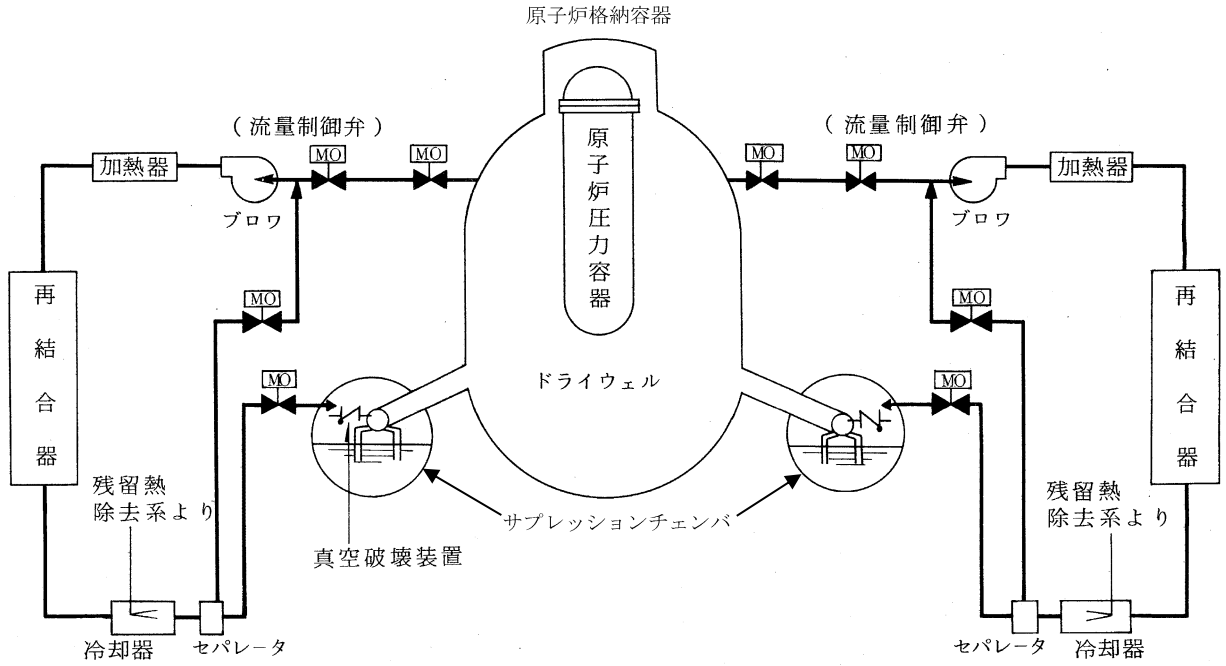 原子炉格納容器
(流量制御弁)
(流量制御弁)
MO
MO
MO
MO
加熱器
加熱器
ブロワ
ブロワ
原子炉圧力容器
再結合器
再結合器
MO
MO
MO
MO
ドライウェル
残留熱
除去系より
残留熱
除去系より
サプレッションチェンバ
真空破壊装置
冷却器
セパレータ
セパレータ
冷却器